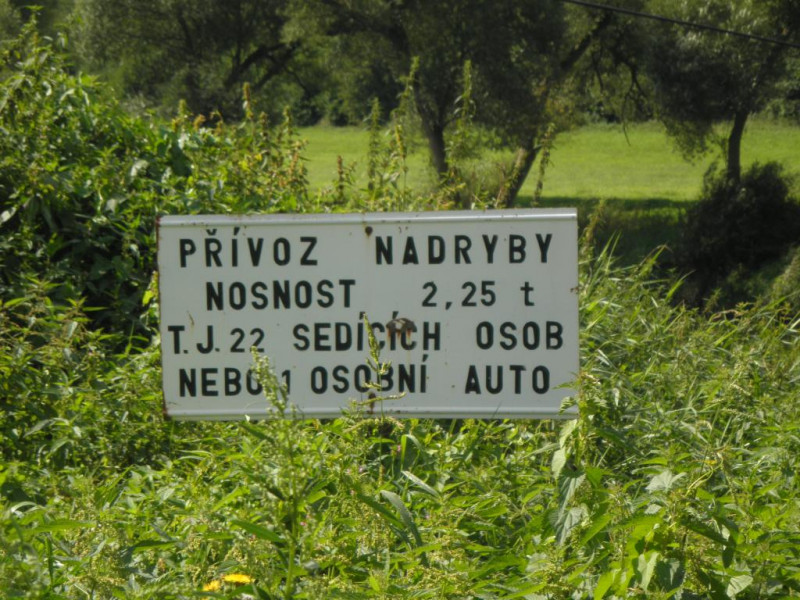 PŘÍVOZ NADRYBY
NOSNOST 2,25 t
T.J. 22 SEDÍCÍCH OSOB
NEBO 1 OSOBNÍ AUTO